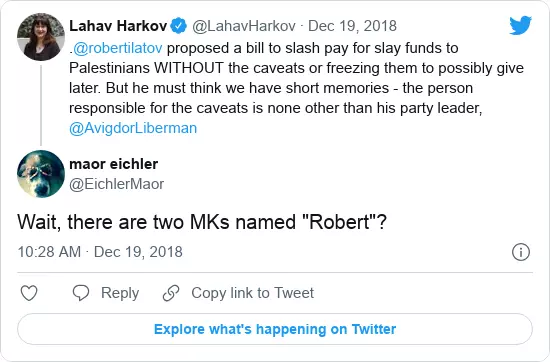 Lahav Harkov @LahavHarkov · Dec 19, 2018
.@robertilatov proposed a bill to slash pay for slay funds to
Palestinians WITHOUT the caveats or freezing them to possibly give
later. But he must think we have short memories - the person
responsible for the caveats is none other than his party leader,
@AvigdorLiberman
maor eichler
@EichlerMaor
Wait, there are two MKs named "Robert"?
10:28 AM · Dec 19, 2018
Reply Copy link to Tweet
Explore what's happening on Twitter